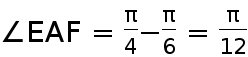 ∠EAF = π/4 − π/6 = π/12